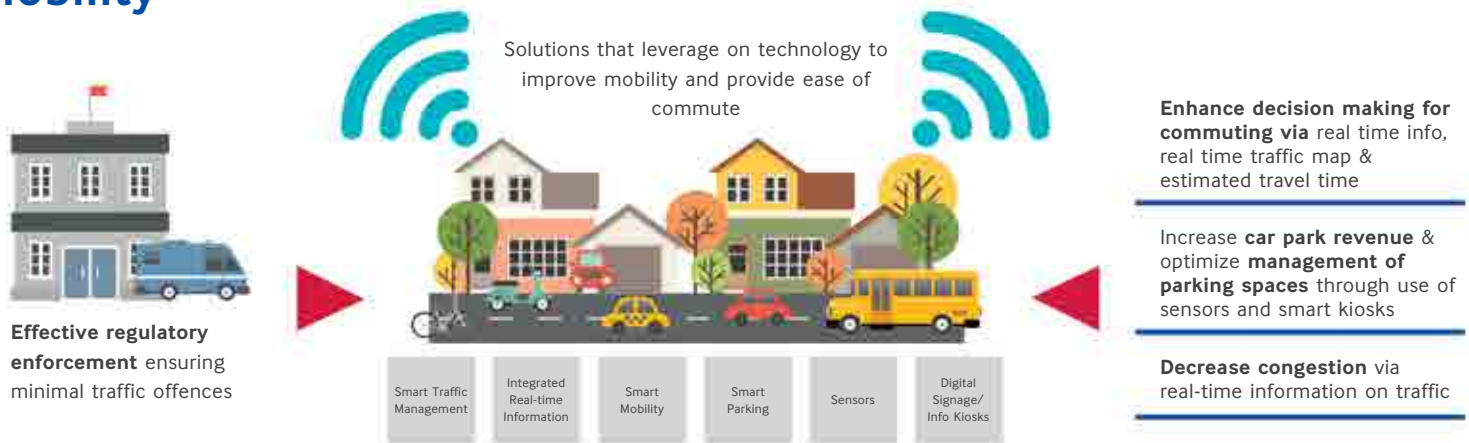 Solutions that leverage on technology to
improve mobility and provide ease of
commute
Effective regulatory
enforcement ensuring
minimal traffic offences
Smart Traffic
Management
Integrated
Real-time
Information
Smart
Mobility
Smart
Parking
Sensors
Digital
Signage/
Info Kiosks
Enhance decision making for
commuting via real time info,
real time traffic map &
estimated travel time
Increase car park revenue &
optimize management of
parking spaces through use of
sensors and smart kiosks
Decrease congestion via
real-time information on traffic